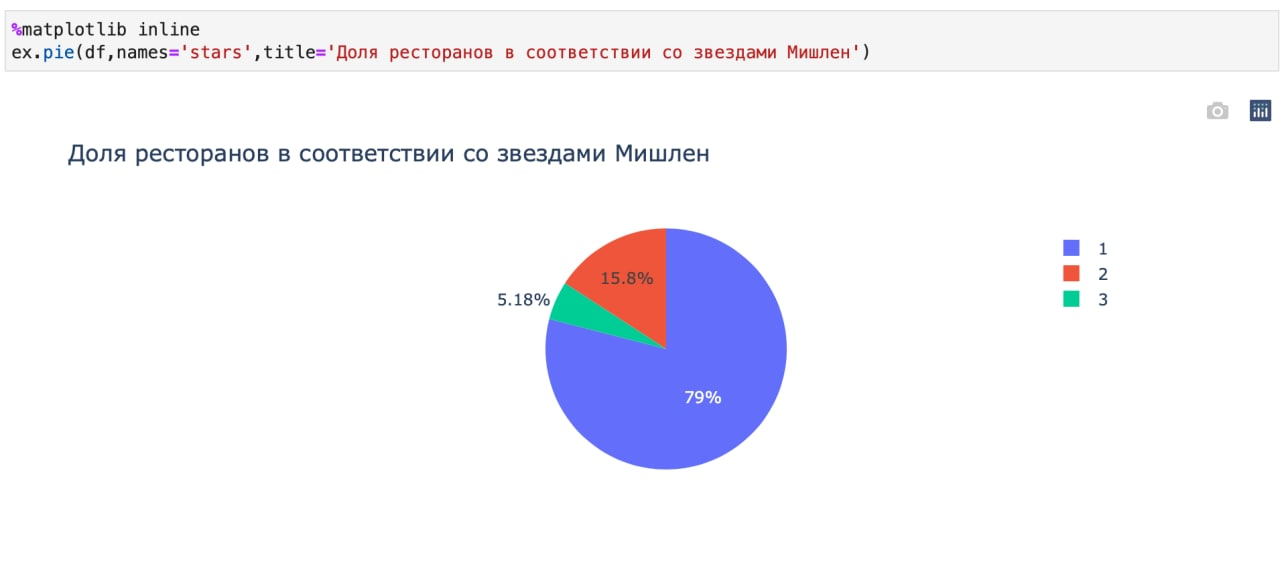 %matplotlib inline
ex.pie(df,names='stars',title='Доля ресторанов в соответствии со звездами Мишлен')
Доля ресторанов в соответствии со звездами Мишлен
1
2
3
15.8%
5.18%
79%